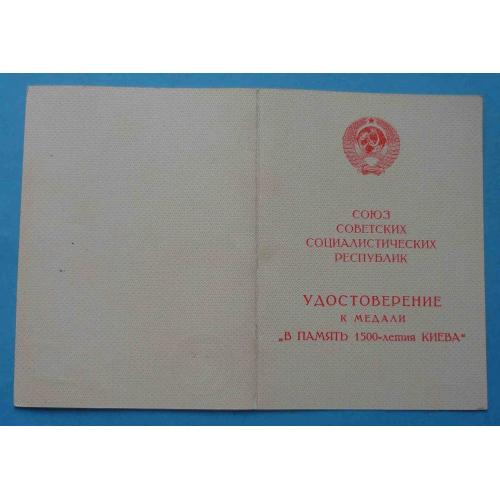 СОЮЗ
СОВЕТСКИХ
СОЦИАЛИСТИЧЕСКИХ
РЕСПУБЛИК
УДОСТОВЕРЕНИЕ
К МЕДАЛИ
„В ПАМЯТЬ 1500-летия КИЕВА“